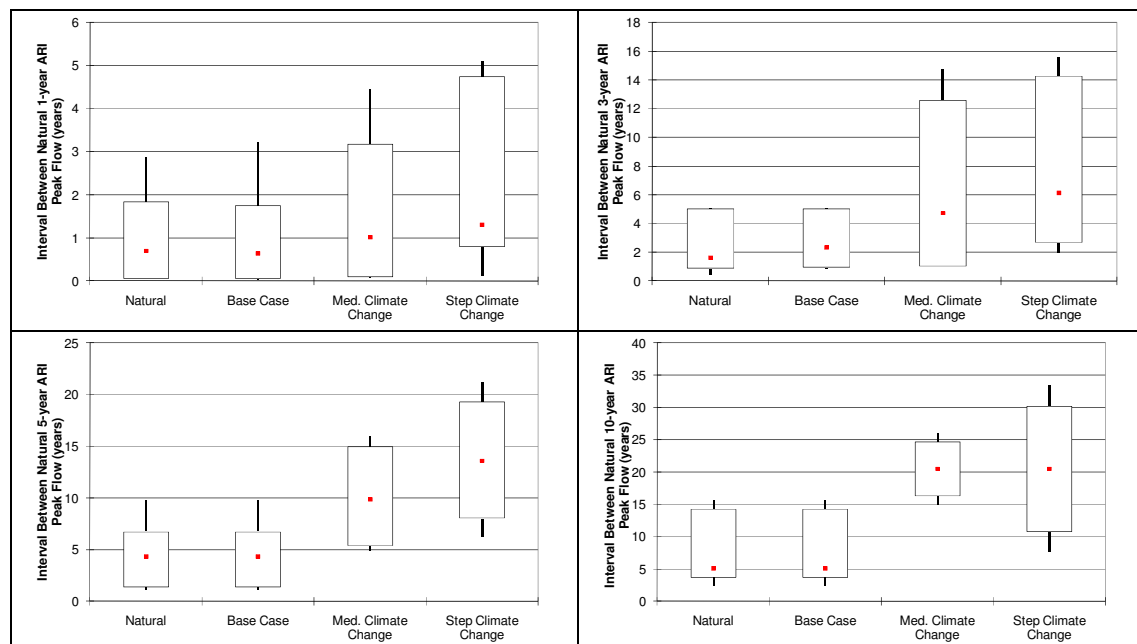 Interval Between Natural 1-year ARI
Peak Flow (years)
6
5
4
3
2
1
0
Natural
Base Case
Med. Climate
Change
Step Climate
Change
Interval Between Natural 3-year ARI
Peak Flow (years)
18
16
14
12
10
8
6
4
2
0
Natural
Base Case
Med. Climate
Change
Step Climate
Change
Interval Between Natural 5-year ARI
Peak Flow (years)
25
20
15
10
5
0
Natural
Base Case
Med. Climate
Change
Step Climate
Change
Interval Between Natural 10-year ARI
Peak Flow (years)
40
35
30
25
20
15
10
5
0
Natural
Base Case
Med. Climate
Change
Step Climate
Change